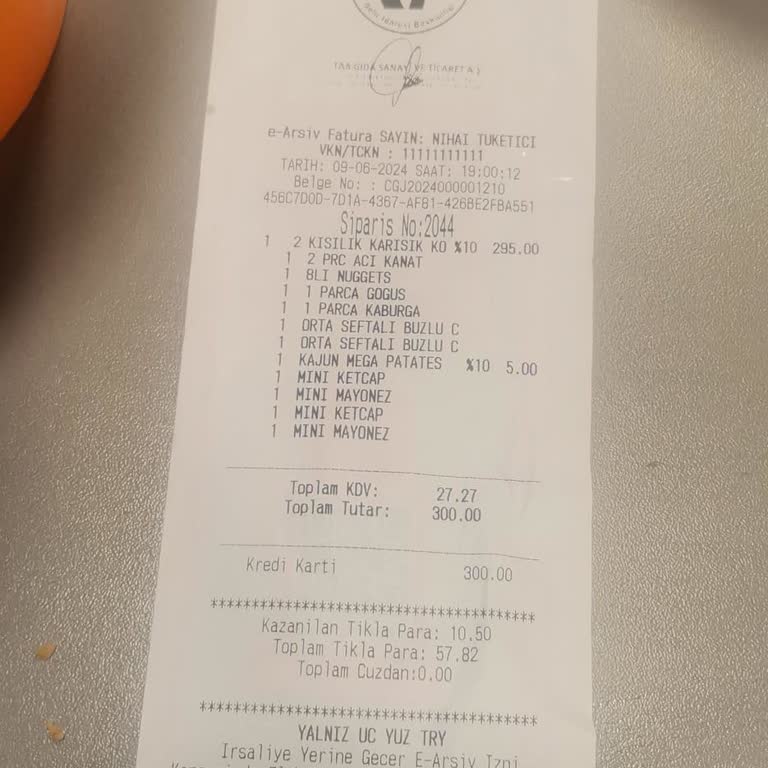 TAB GIDA SANAYİ VE TİCARET A.Ş
e-Arsiv Fatura SAYIN: NIHAI TUKETICI
VKN/TCKN : 11111111111
TARIH: 09-06-2024 SAAT: 19:00:12
Belge No: : CGJ2024000001210
456C7D0D-7D1A-4367-AF81-426BE2FBA551
Siparis No:2044
1 2 KISILIK KARISIK KO %10 295.00
1 2 PRC ACI KANAT
1 8LI NUGGETS
1 1 PARCA GOGUS
1 1 PARCA KABURGA
1 ORTA SEFTALI BUZLU C
1 ORTA SEFTALI BUZLU C
1 KAJUN MEGA PATATES %10 5.00
1 MINI KETCAP
1 MINI MAYONEZ
1 MINI KETCAP
1 MINI MAYONEZ
Toplam KDV: 27.27
Toplam Tutar: 300.00
Kredi Karti 300.00
*************************************
Kazanilan Tikla Para: 10.50
Toplam Tikla Para: 57.82
Toplam Cuzdan:0.00
*************************************
YALNIZ UC YUZ TRY
Irsaliye Yerine Gecer E-Arsiv Izni